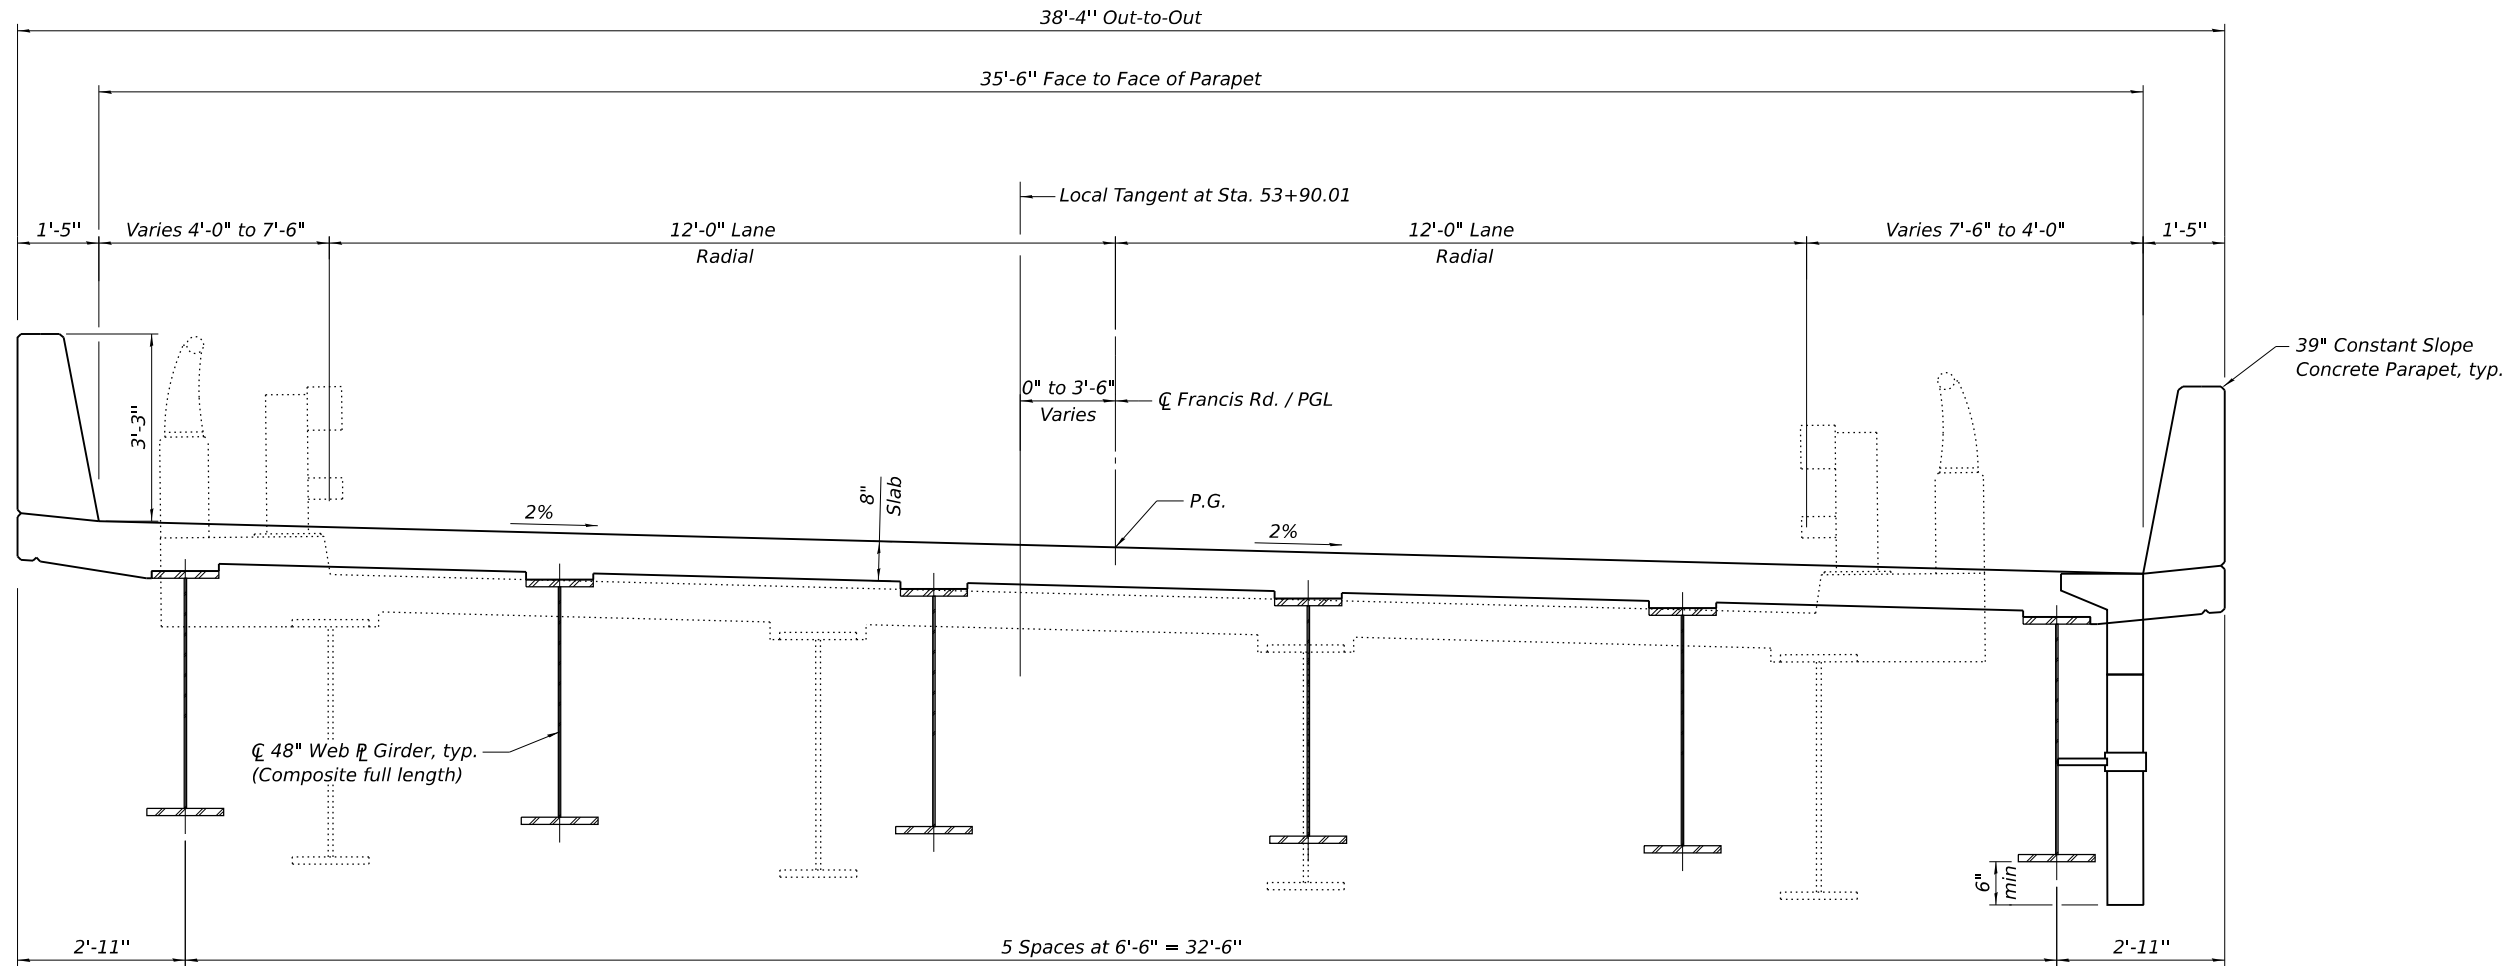 38'-4'' Out-to-Out
35'-6'' Face to Face of Parapet
Local Tangent at Sta. 53+90.01
1'-5''
Varies 4'-0" to 7'-6"
12'-0" Lane
Radial
12'-0" Lane
Radial
Varies 7'-6" to 4'-0"
1'-5''
39" Constant Slope
Concrete Parapet, typ.
3'-3"
0" to 3'-6"
Varies
℄ Francis Rd. / PGL
8"
Slab
P.G.
2%
2%
℄ 48" Web ⅊ Girder, typ.
(Composite full length)
6"
min
2'-11''
5 Spaces at 6'-6" = 32'-6''
2'-11''